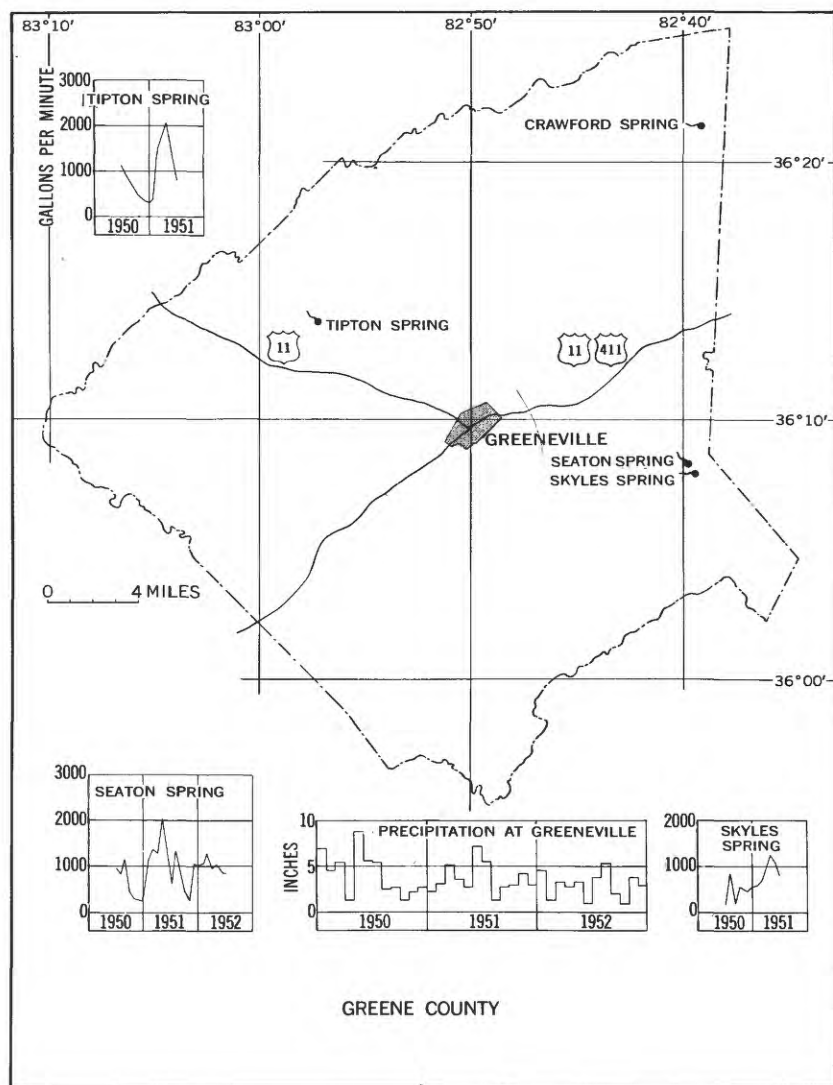 83°10′ 83°00′ 82°50′ 82°40′
GALLONS PER MINUTE
3000
TIPTON SPRING
2000
1000
0
1950 1951
CRAWFORD SPRING
36°20′
TIPTON SPRING
11
11 411
36°10′
GREENEVILLE
SEATON SPRING
SKYLES SPRING
0 4 MILES
36°00′
3000
SEATON SPRING
2000
1000
0
1950 1951 1952
INCHES
10
PRECIPITATION AT GREENEVILLE
5
0
1950 1951 1952
2000
SKYLES
SPRING
1000
0
1950 1951
GREENE COUNTY